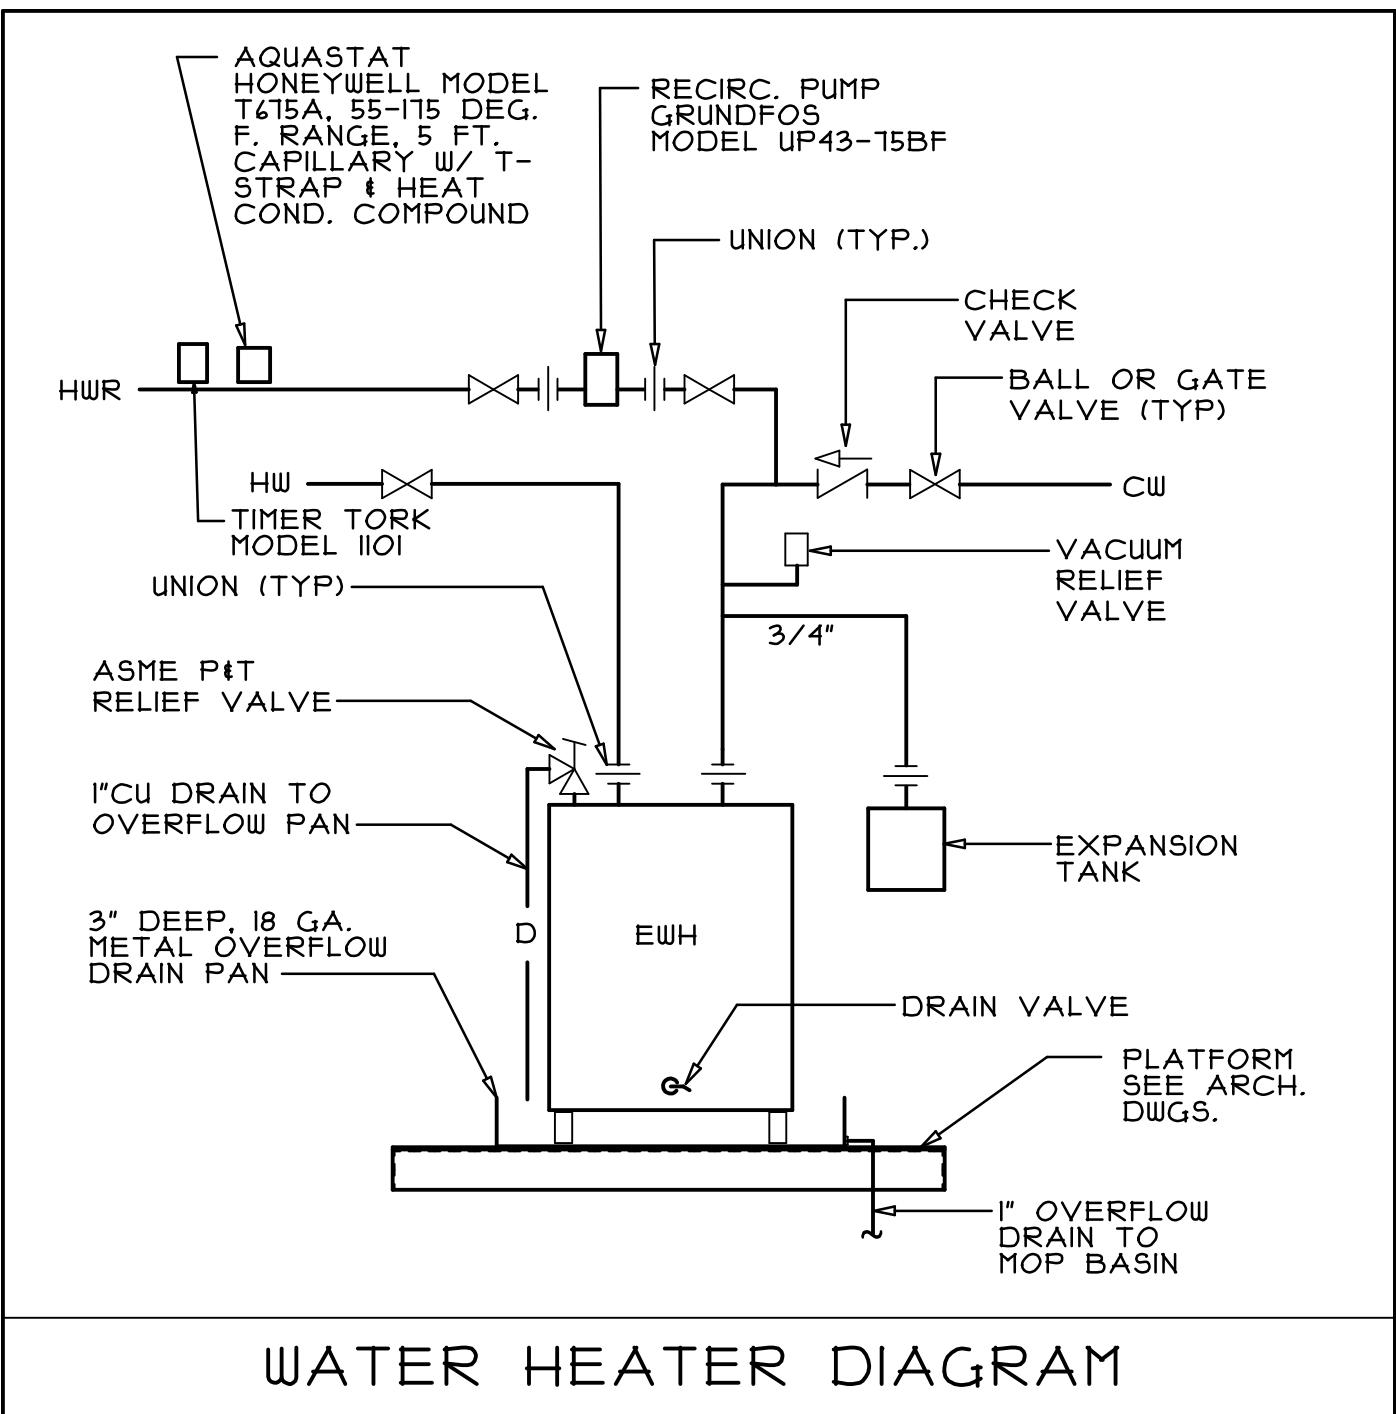 AQUASTAT
HONEYWELL MODEL
T675A, 55-175 DEG.
F. RANGE, 5 FT.
CAPILLARY W/ T-
STRAP & HEAT
COND. COMPOUND
RECIRC. PUMP
GRUNDFOS
MODEL UP43-75BF
UNION (TYP.)
CHECK
VALVE
BALL OR GATE
VALVE (TYP)
HWR
HW
CW
TIMER TORK
MODEL 1101
UNION (TYP)
VACUUM
RELIEF
VALVE
3/4"
ASME P&T
RELIEF VALVE
1"CU DRAIN TO
OVERFLOW PAN
EXPANSION
TANK
3" DEEP, 18 GA.
METAL OVERFLOW
DRAIN PAN
D
EWH
DRAIN VALVE
PLATFORM
SEE ARCH.
DWGS.
1" OVERFLOW
DRAIN TO
MOP BASIN
WATER HEATER DIAGRAM